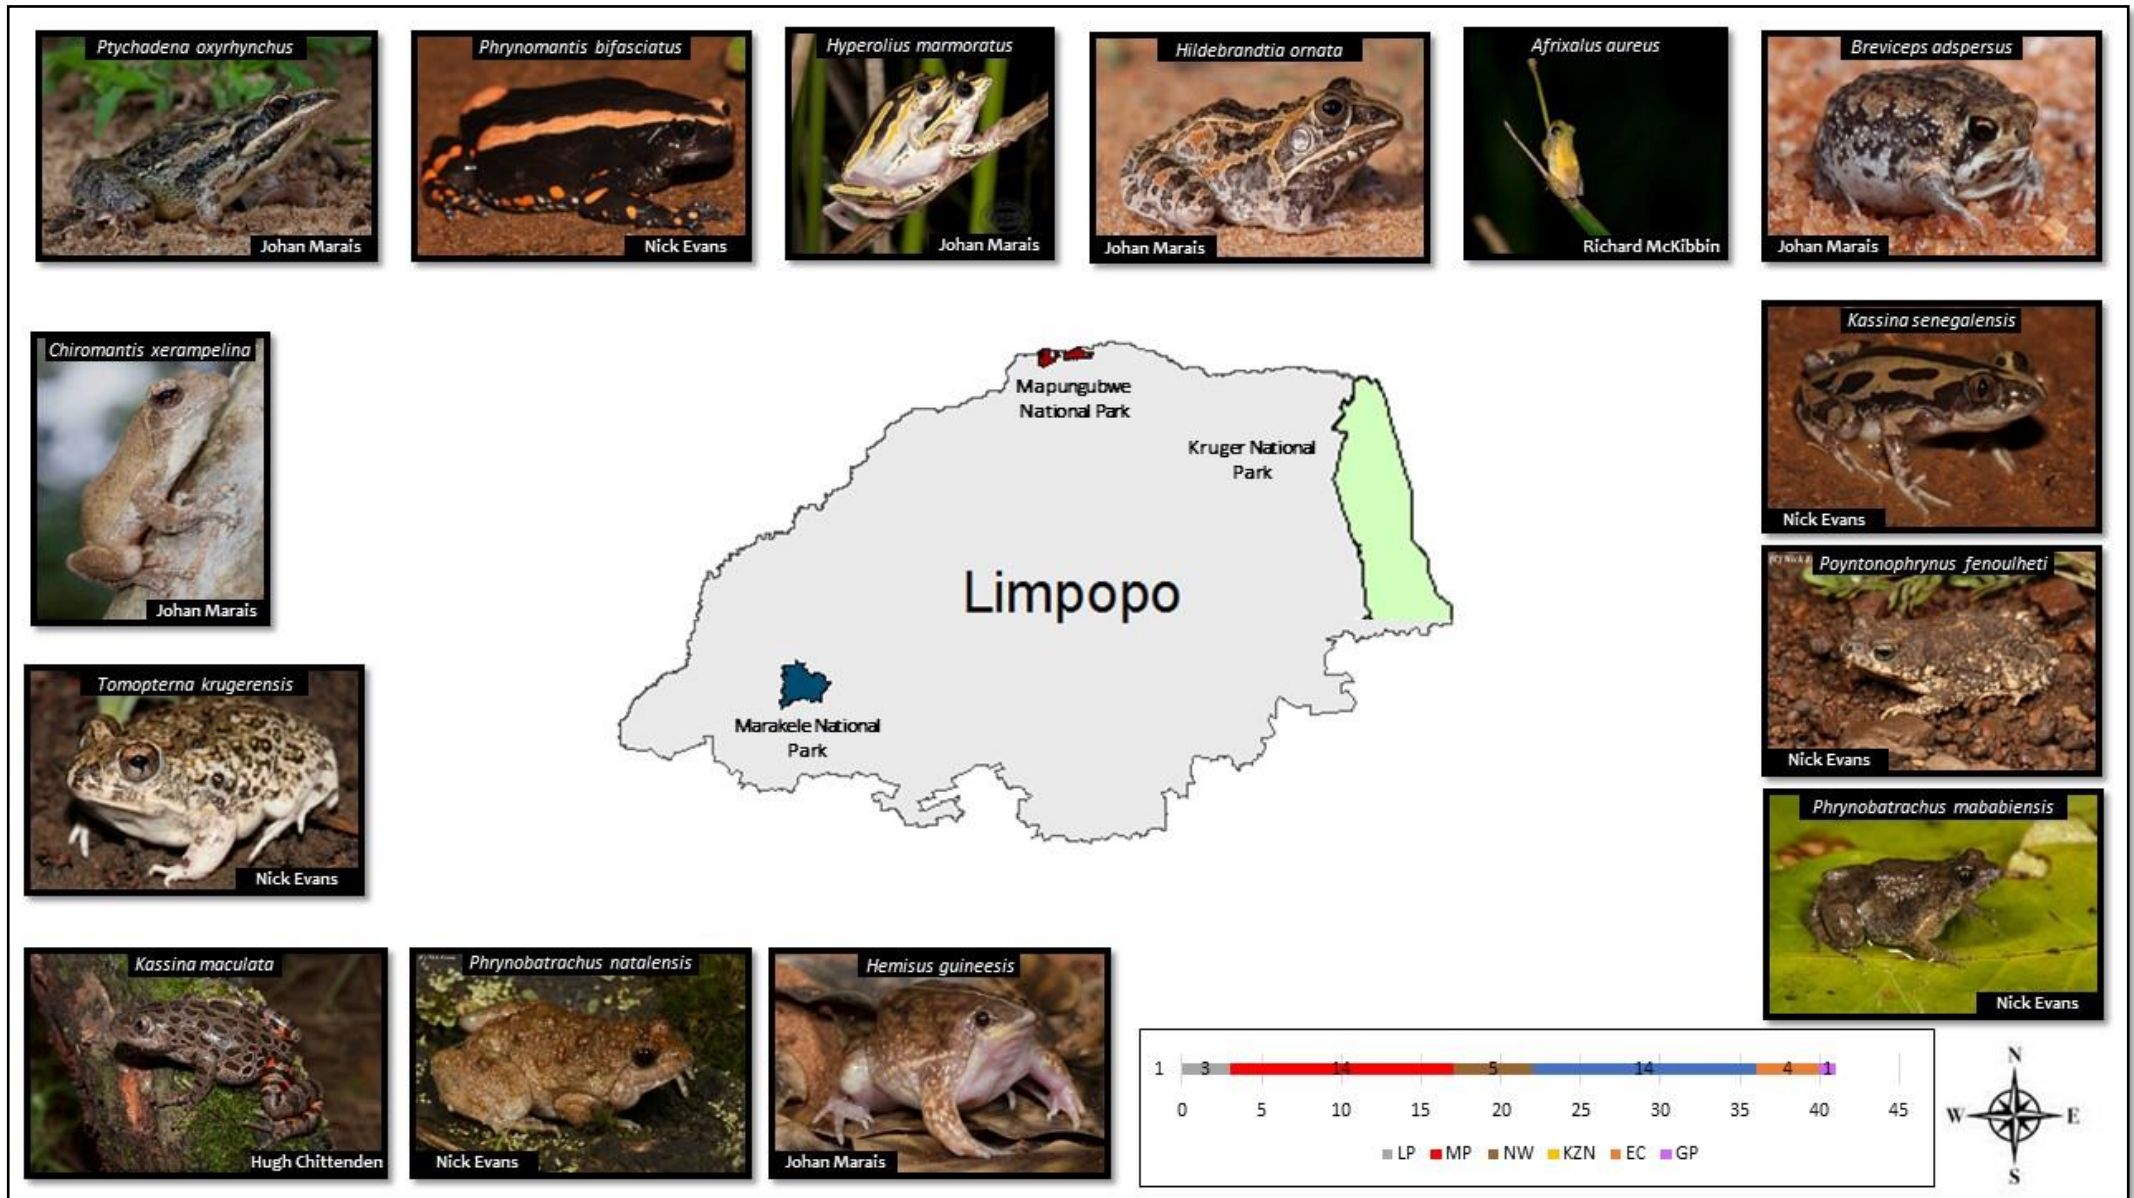 Ptychadena oxyrhynchus
Johan Marais
Phrynomantis bifasciatus
Nick Evans
Hyperolius marmoratus
Johan Marais
Hildebrandtia ornata
Johan Marais
Afrixalus aureus
Richard McKibbin
Breviceps adspersus
Johan Marais
Chiromantis xerampelina
Johan Marais
Mapungubwe
National Park
Kruger National
Park
Limpopo
Marakele National
Park
Kassina senegalensis
Nick Evans
Poyntonophrynus fenoulheti
Nick Evans
Tomopterna krugerensis
Nick Evans
Phrynobatrachus mababiensis
Nick Evans
Kassina maculata
Hugh Chittenden
Phrynobatrachus natalensis
Nick Evans
Hemisus guineesis
Johan Marais
1 3 14 5 14 4 1
0 5 10 15 20 25 30 35 40 45
LP MP NW KZN EC GP
N
W E
S